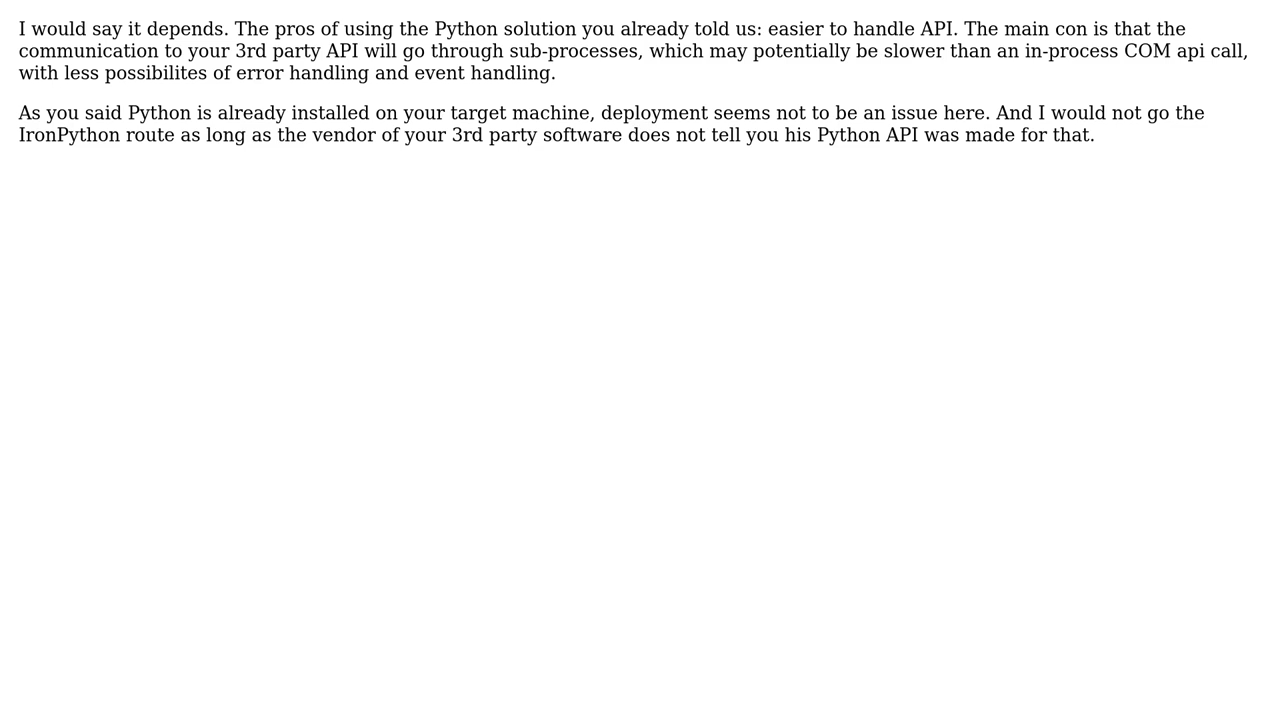 I would say it depends. The pros of using the Python solution you already told us: easier to handle API. The main con is that the
communication to your 3rd party API will go through sub-processes, which may potentially be slower than an in-process COM api call,
with less possibilites of error handling and event handling.
As you said Python is already installed on your target machine, deployment seems not to be an issue here. And I would not go the
IronPython route as long as the vendor of your 3rd party software does not tell you his Python API was made for that.